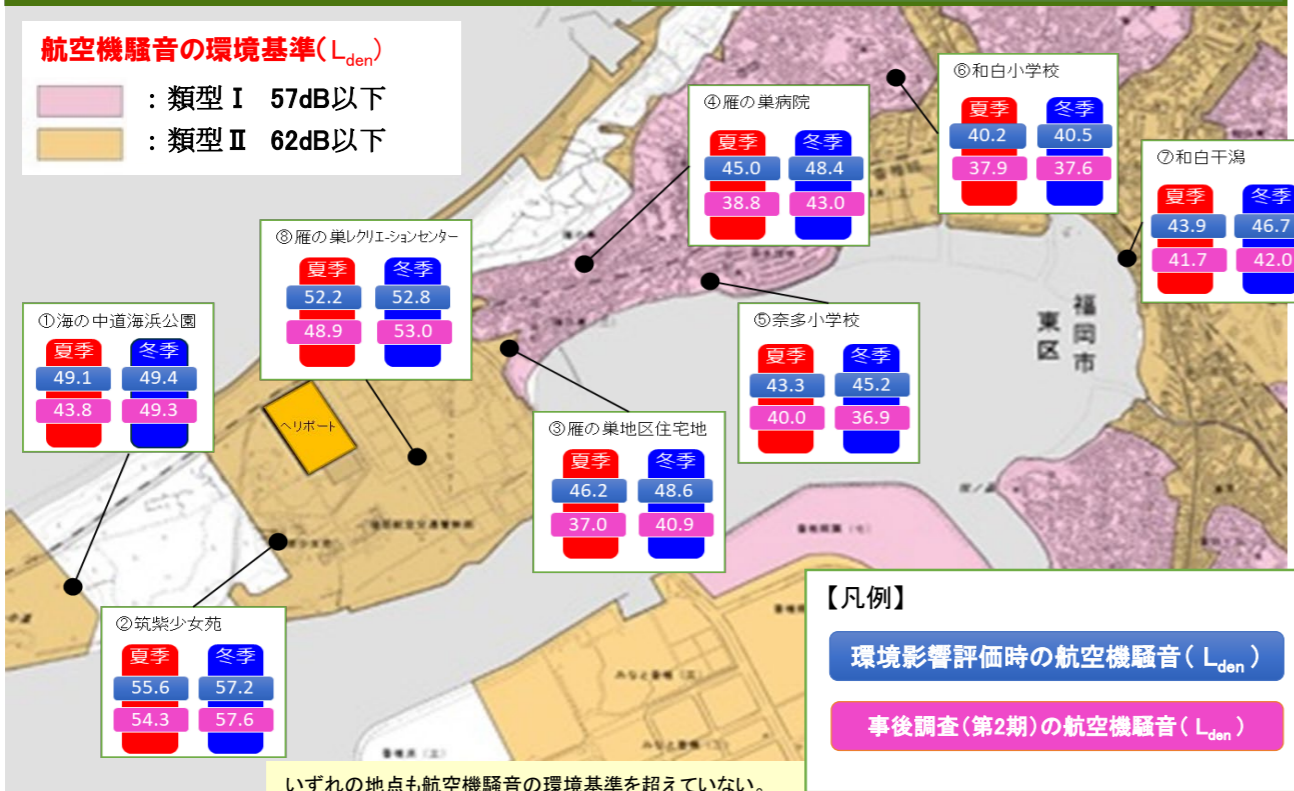 航空機騒音の環境基準(Lden)
：類型Ⅰ 57dB以下
：類型Ⅱ 62dB以下
⑥和白小学校
夏季 冬季
40.2 40.5
37.9 37.6
④雁の巣病院
夏季 冬季
45.0 48.4
38.8 43.0
⑦和白干潟
夏季 冬季
43.9 46.7
41.7 42.0
⑧雁の巣レクリエーションセンター
夏季 冬季
52.2 52.8
48.9 53.0
①海の中道海浜公園
夏季 冬季
49.1 49.4
43.8 49.3
⑤奈多小学校
夏季 冬季
43.3 45.2
40.0 36.9
福岡市
東区
ヘリポート
③雁の巣地区住宅地
夏季 冬季
46.2 48.6
37.0 40.9
②筑紫少女苑
夏季 冬季
55.6 57.2
54.3 57.6
【凡例】
環境影響評価時の航空機騒音(Lden)
事後調査(第2期)の航空機騒音(Lden)
いずれの地点も航空機騒音の環境基準を超えていない。